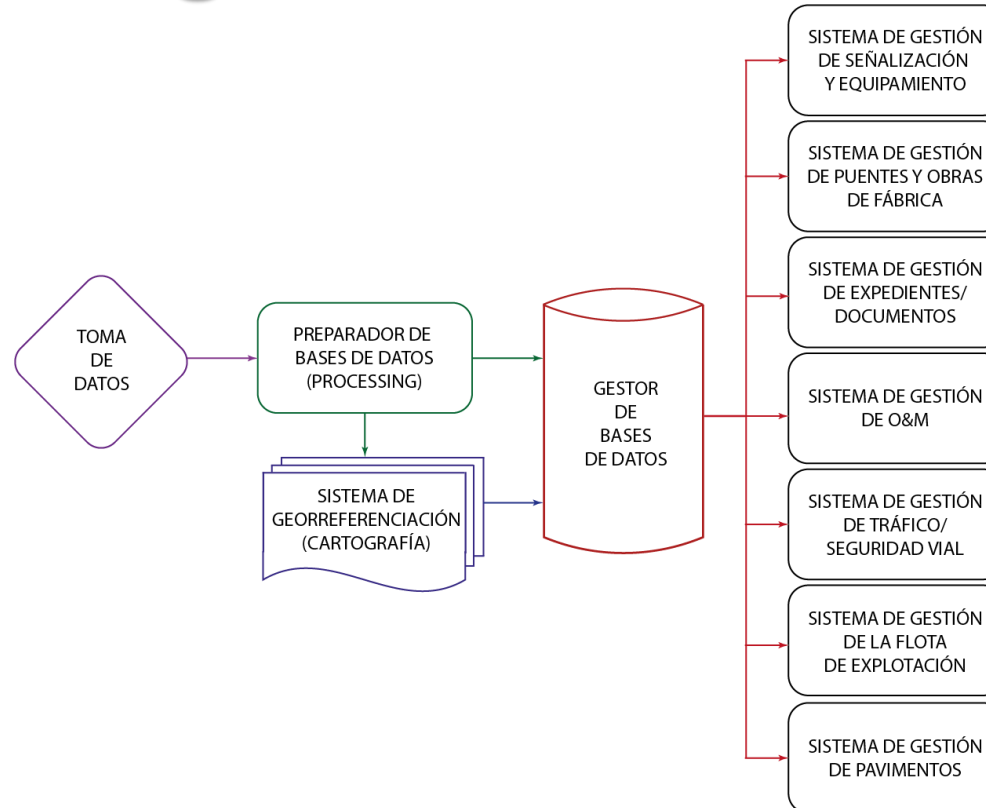 TOMA
DE
DATOS
PREPARADOR DE
BASES DE DATOS
(PROCESSING)
SISTEMA DE
GEORREFERENCIACIÓN
(CARTOGRAFÍA)
GESTOR
DE
BASES
DE DATOS
SISTEMA DE GESTIÓN
DE SEÑALIZACIÓN
Y EQUIPAMIENTO
SISTEMA DE GESTIÓN
DE PUENTES Y OBRAS
DE FÁBRICA
SISTEMA DE GESTIÓN
DE EXPEDIENTES/
DOCUMENTOS
SISTEMA DE GESTIÓN
DE O&M
SISTEMA DE GESTIÓN
DE TRÁFICO/
SEGURIDAD VIAL
SISTEMA DE GESTIÓN
DE LA FLOTA
DE EXPLOTACIÓN
SISTEMA DE GESTIÓN
DE PAVIMENTOS